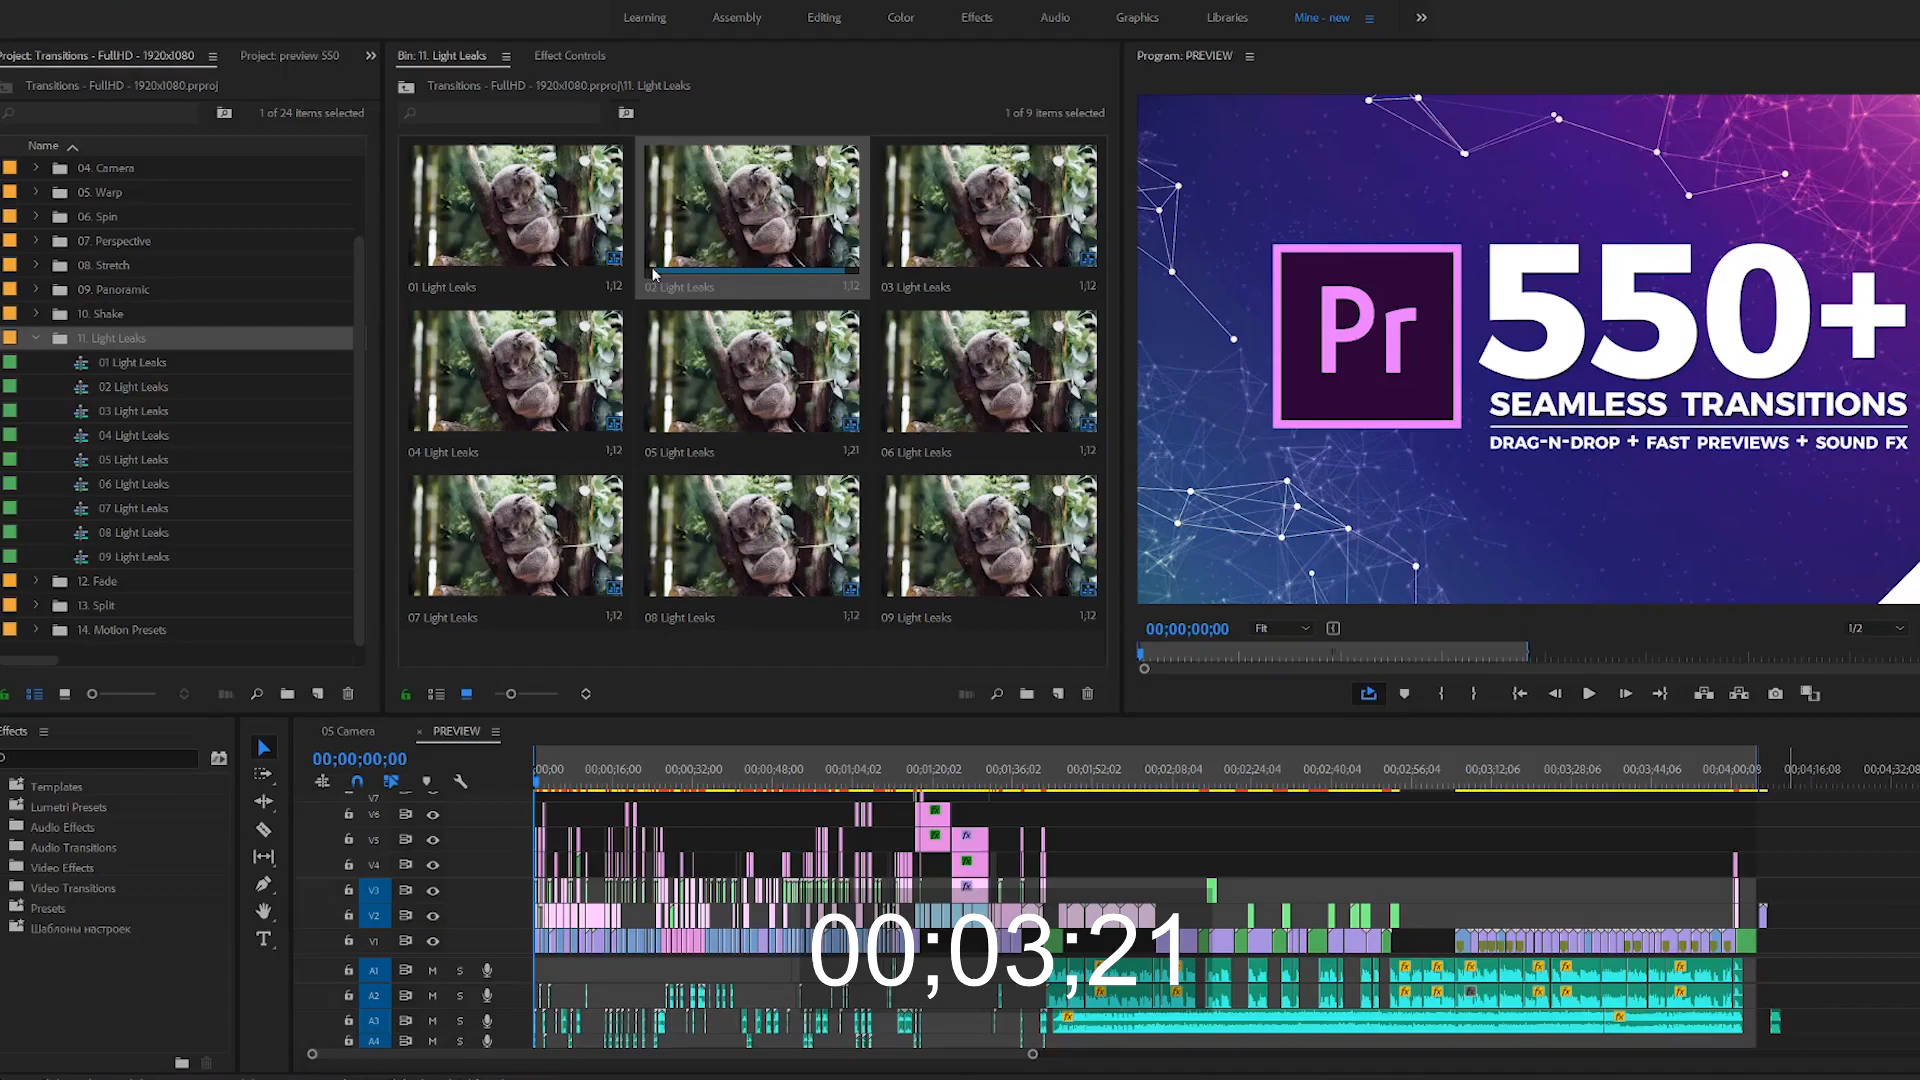 Learning Assembly Editing Color Effects Audio Graphics Libraries Mine - new
Project: Transitions - FullHD - 1920x1080 Project: preview 550
Transitions - FullHD - 1920x1080.prproj
1 of 24 items selected
Name
04. Camera
05. Warp
06. Spin
07. Perspective
08. Stretch
09. Panoramic
10. Shake
11. Light Leaks
01 Light Leaks
02 Light Leaks
03 Light Leaks
04 Light Leaks
05 Light Leaks
06 Light Leaks
07 Light Leaks
08 Light Leaks
09 Light Leaks
12. Fade
13. Split
14. Motion Presets
Bin: 11. Light Leaks Effect Controls
Transitions - FullHD - 1920x1080.prproj\11. Light Leaks
1 of 9 items selected
01 Light Leaks 1;12
02 Light Leaks 1;12
03 Light Leaks 1;12
04 Light Leaks 1;12
05 Light Leaks 1;21
06 Light Leaks 1;12
07 Light Leaks 1;12
08 Light Leaks 1;12
09 Light Leaks 1;12
Program: PREVIEW
Pr
550+
SEAMLESS TRANSITIONS
DRAG-N-DROP + FAST PREVIEWS + SOUND FX
00;00;00;00 Fit 1/2
Effects
Templates
Lumetri Presets
Audio Effects
Audio Transitions
Video Effects
Video Transitions
Presets
Шаблоны настроек
05 Camera × PREVIEW
00;00;00;00
;00;00 00;00;16;00 00;00;32;00 00;00;48;00 00;01;04;02 00;01;20;02 00;01;36;02 00;01;52;02 00;02;08;04 00;02;24;04 00;02;40;04 00;02;56;04 00;03;12;06 00;03;28;06 00;03;44;06 00;04;00;08 00;04;16;08 00;04;32;08
V7
V6
V5
V4
V3
V2
V1
A1 M S
A2 M S
A3 M S
A4 M S
00;03;21